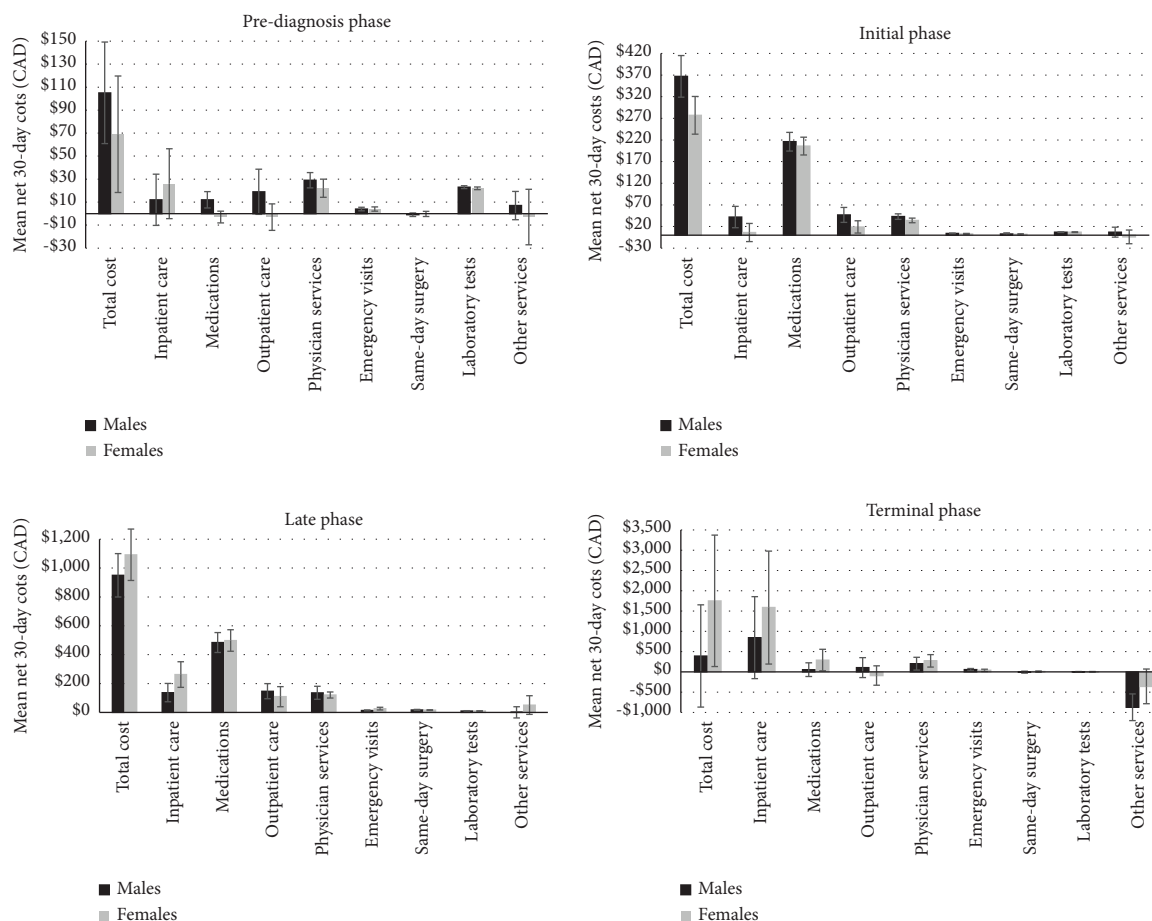 Pre-diagnosis phase
Mean net 30-day cots (CAD)
$150
$130
$110
$90
$70
$50
$30
$10
-$10
-$30
Total cost
Inpatient care
Medications
Outpatient care
Physician services
Emergency visits
Same-day surgery
Laboratory tests
Other services
Males
Females
Initial phase
Mean net 30-day costs (CAD)
$420
$370
$320
$270
$220
$170
$120
$70
$20
-$30
Total cost
Inpatient care
Medications
Outpatient care
Physician services
Emergency visits
Same-day surgery
Laboratory tests
Other services
Males
Females
Late phase
Mean net 30-day cots (CAD)
$1,200
$1,000
$800
$600
$400
$200
$0
Total cost
Inpatient care
Medications
Outpatient care
Physician services
Emergency visits
Same-day surgery
Laboratory tests
Other services
Males
Females
Terminal phase
Mean net 30-day cots (CAD)
$3,500
$3,000
$2,500
$2,000
$1,500
$1,000
$500
$0
-$500
-$1,000
Total cost
Inpatient care
Medications
Outpatient care
Physician services
Emergency visits
Same-day surgery
Laboratory tests
Other services
Males
Females